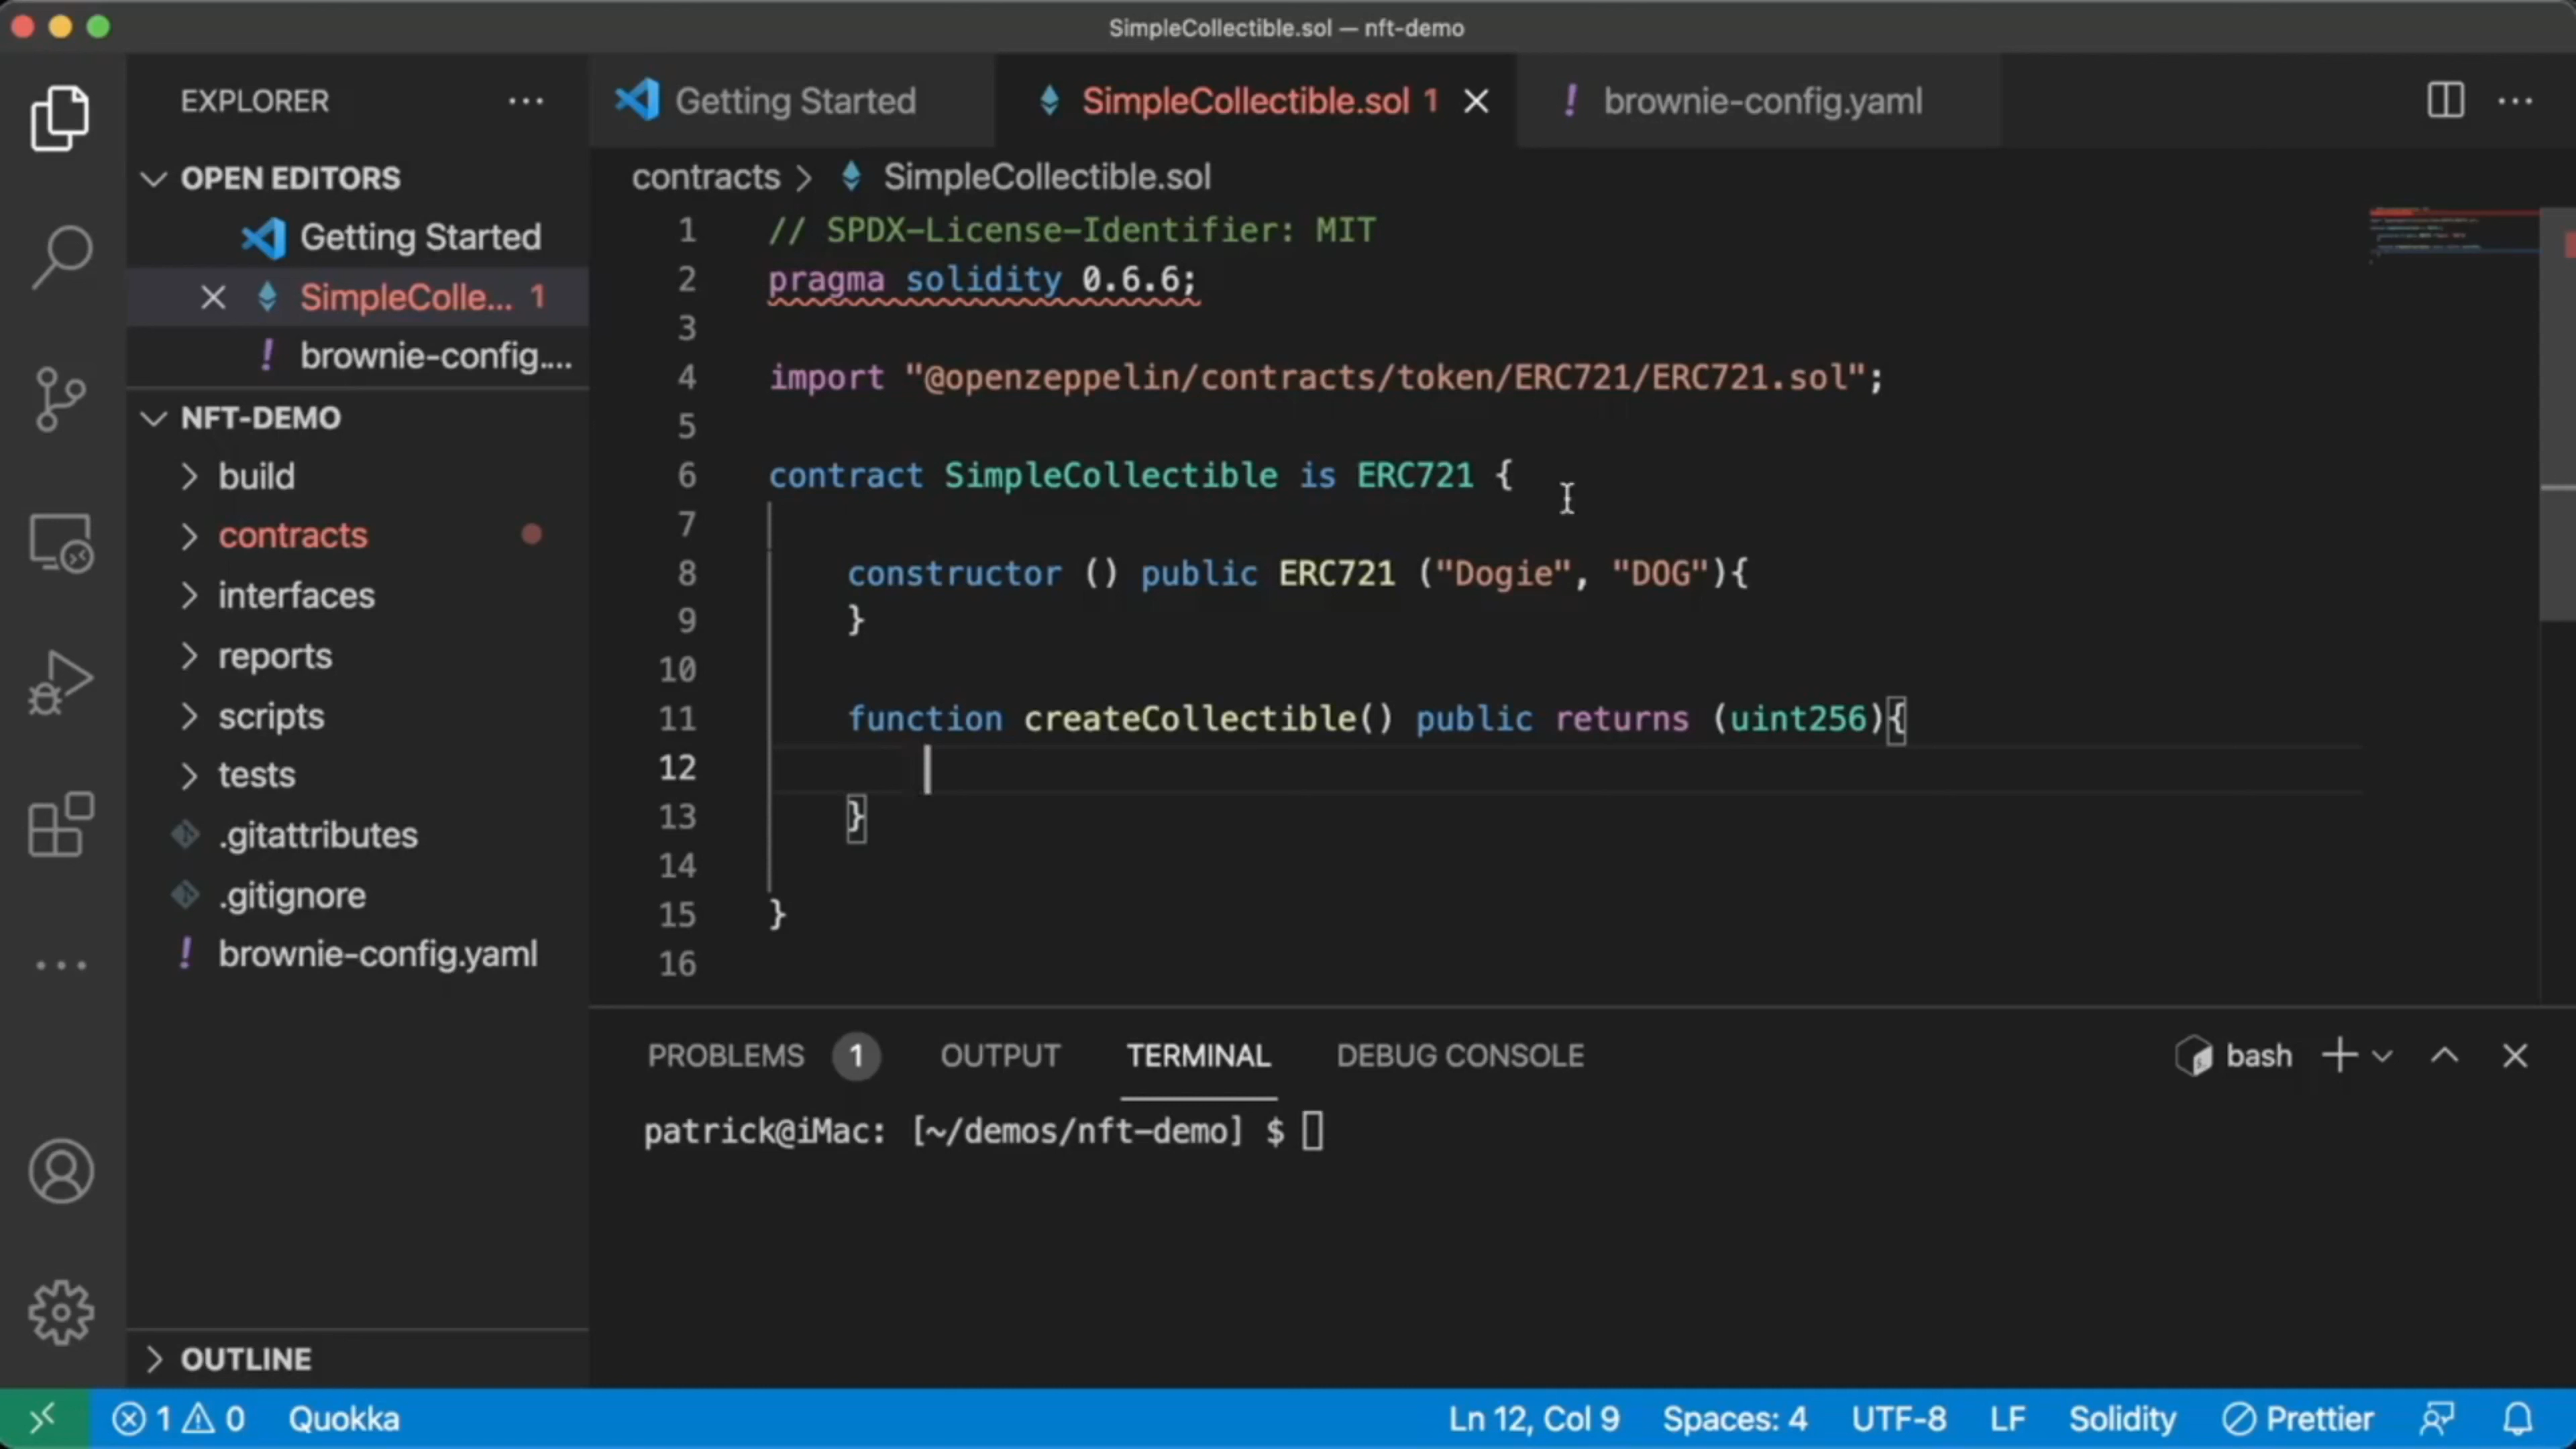 SimpleCollectible.sol — nft-demo
EXPLORER
Getting Started
SimpleCollectible.sol 1
brownie-config.yaml
OPEN EDITORS
Getting Started
SimpleColle... 1
brownie-config....
NFT-DEMO
build
contracts
interfaces
reports
scripts
tests
.gitattributes
.gitignore
brownie-config.yaml
OUTLINE
contracts > SimpleCollectible.sol
1 // SPDX-License-Identifier: MIT
2 pragma solidity 0.6.6;
3
4 import "@openzeppelin/contracts/token/ERC721/ERC721.sol";
5
6 contract SimpleCollectible is ERC721 {
7
8 constructor () public ERC721 ("Dogie", "DOG"){
9 }
10
11 function createCollectible() public returns (uint256){
12
13 }
14
15 }
16
PROBLEMS 1 OUTPUT TERMINAL DEBUG CONSOLE bash
patrick@iMac: [~/demos/nft-demo] $
1 0 Quokka Ln 12, Col 9 Spaces: 4 UTF-8 LF Solidity Prettier